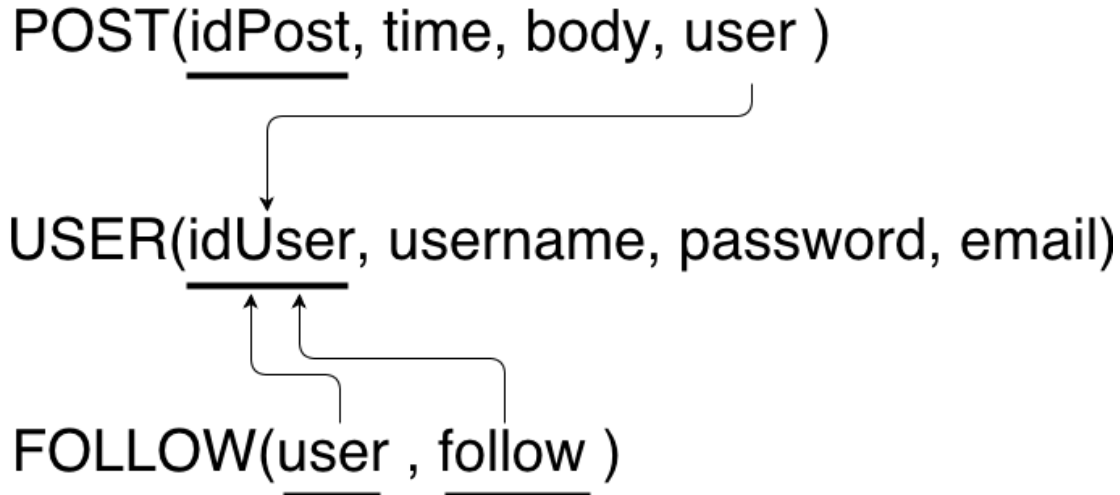 POST(idPost, time, body, user )
USER(idUser, username, password, email)
FOLLOW(user , follow )